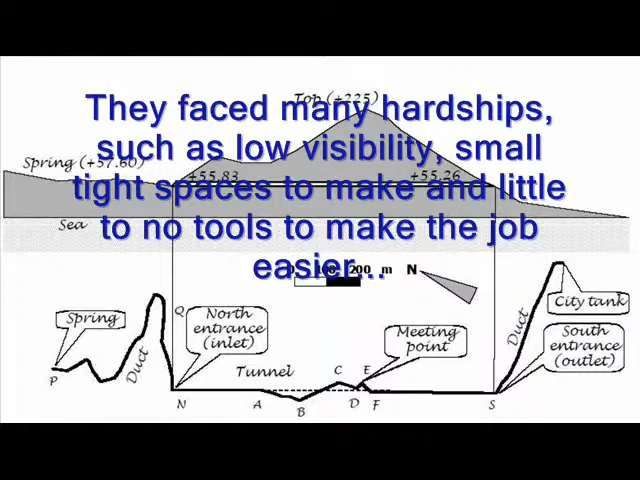 They faced many hardships,
such as low visibility, small
tight spaces to make and little
to no tools to make the job
easier...
Top (+225)
Spring (+57.60)
+55.83
+55.26
Sea
0 100 200 m N
Spring
P
Duct
Q
North
entrance
(inlet)
N
Tunnel
A
B
C
D
E
F
Meeting
point
S
Duct
City tank
South
entrance
(outlet)